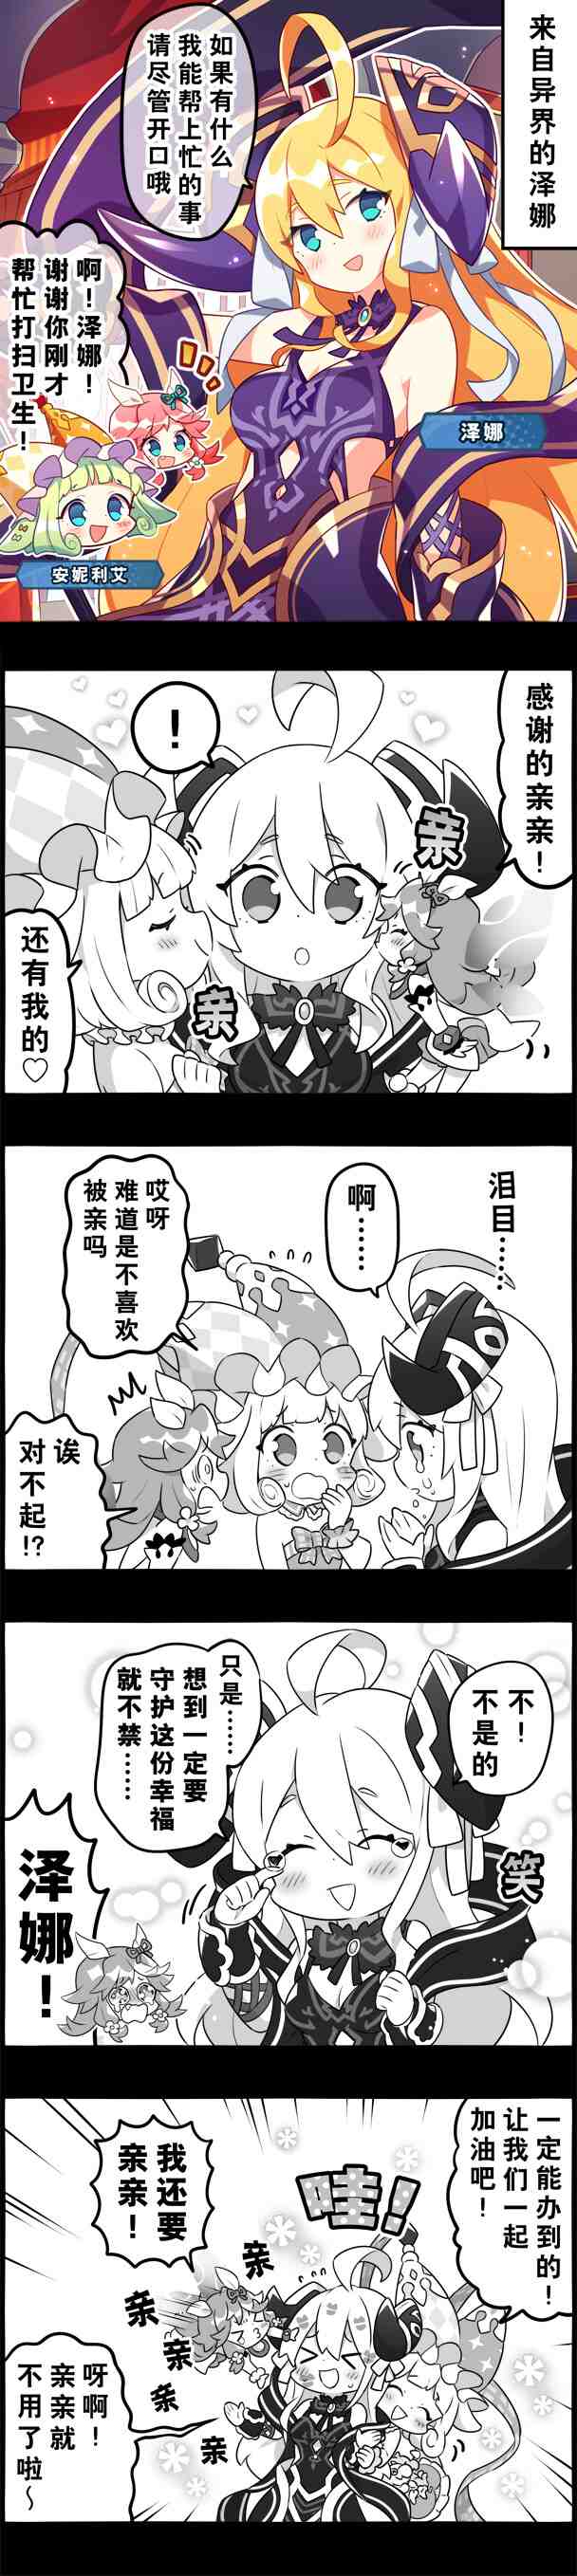 来自异界的泽娜
如果有什么
我能帮上忙的事
请尽管开口哦
啊！泽娜！
谢谢你刚才
帮忙打扫卫生！
泽娜
安妮利艾
感谢的亲亲！
！
亲
亲
还有我的♡
泪目……
啊……
哎呀
难道是不喜欢
被亲吗
诶
对不起!?
不！
不是的
只是……
想到一定要
守护这份幸福
就不禁……
笑
泽娜！
一定能办到的！
让我们一起
加油吧！
哇！
我还要
亲亲！
亲
亲
亲
亲
亲
呀啊！
亲亲就
不用了啦～